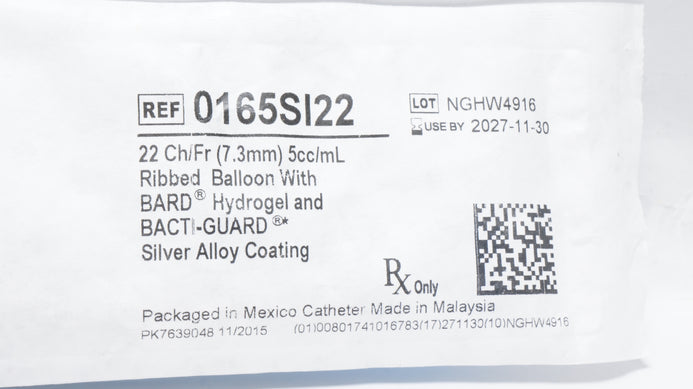 REF 0165SI22
LOT NGHW4916
USE BY 2027-11-30
22 Ch/Fr (7.3mm) 5cc/mL
Ribbed Balloon With
BARD® Hydrogel and
BACTI-GUARD®*
Silver Alloy Coating
Rx Only
Packaged in Mexico Catheter Made in Malaysia
PK7639048 11/2015 (01)00801741016783(17)271130(10)NGHW4916